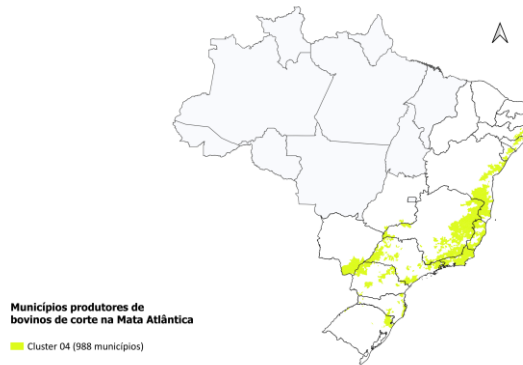 Municípios produtores de
bovinos de corte na Mata Atlântica
Cluster 04 (988 municípios)